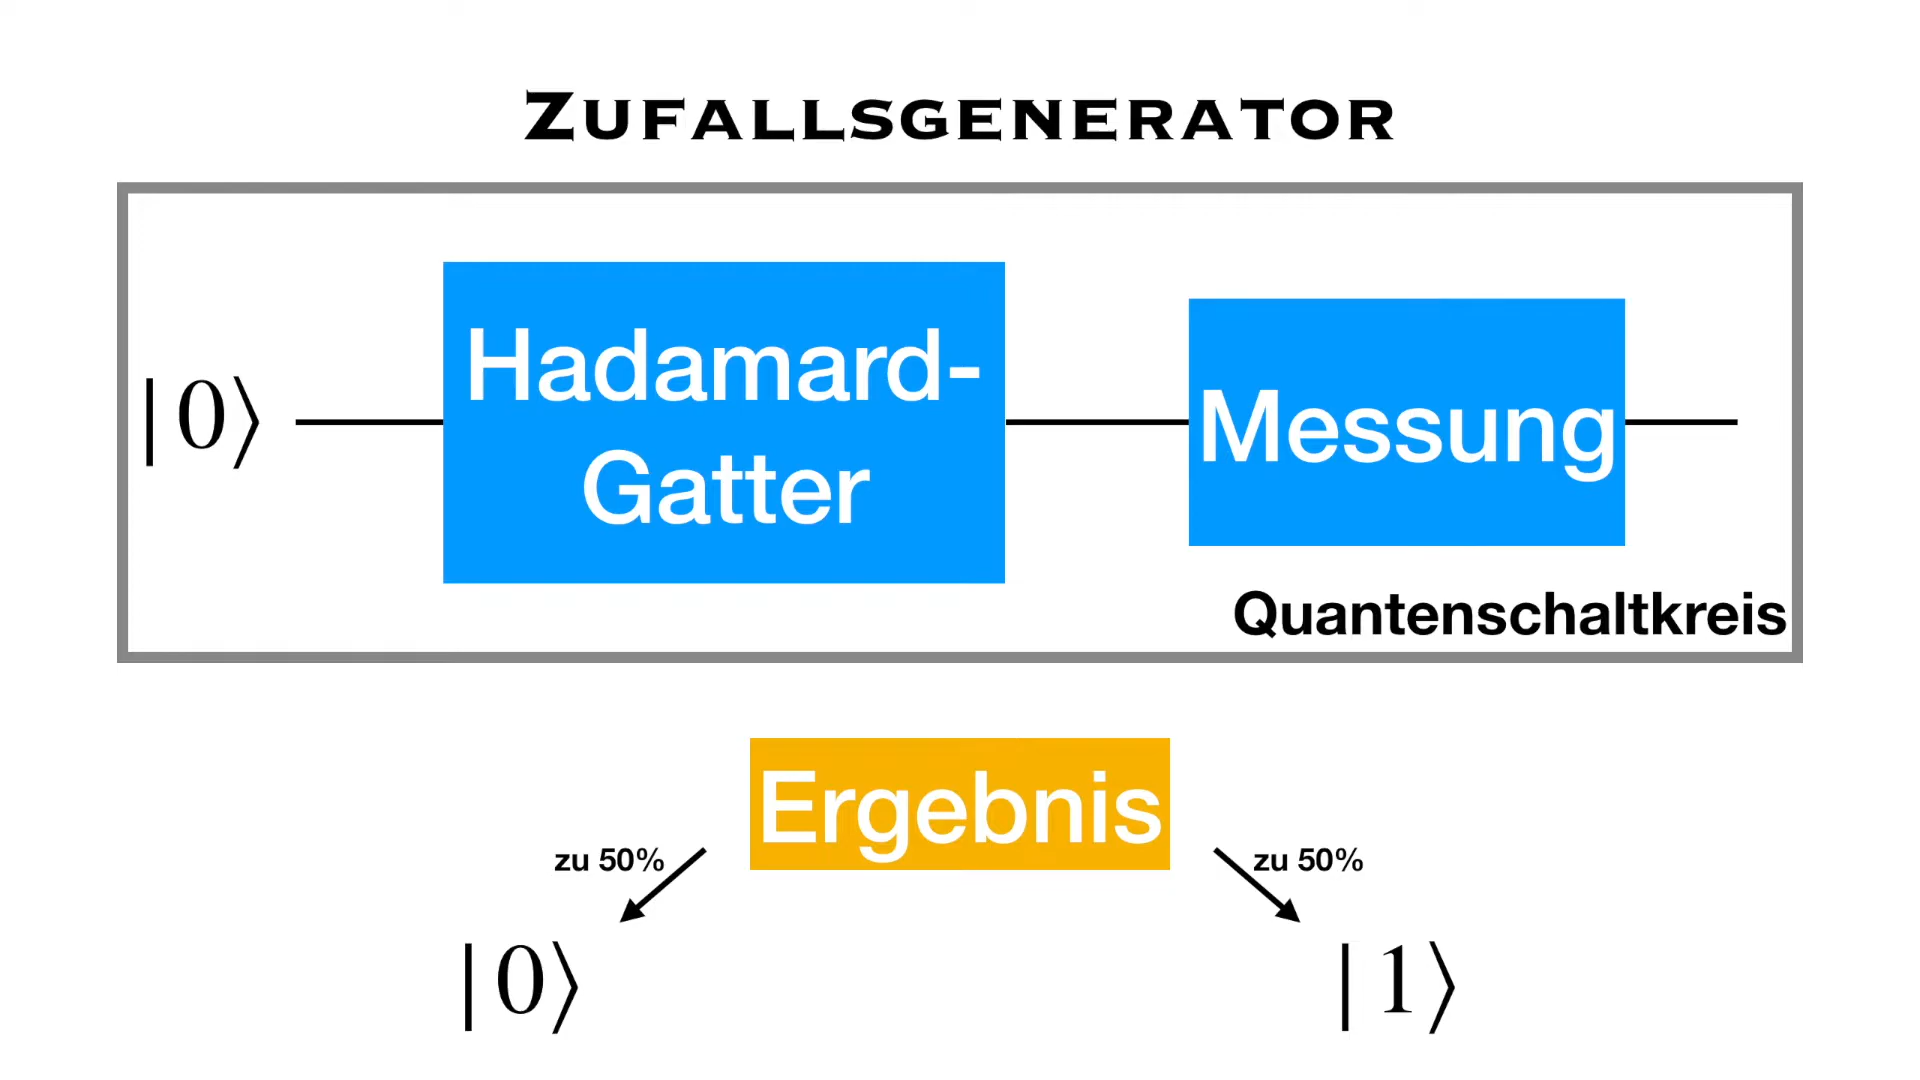 ZUFALLSGENERATOR
|0⟩
Hadamard-
Gatter
Messung
Quantenschaltkreis
Ergebnis
zu 50%
zu 50%
|0⟩
|1⟩